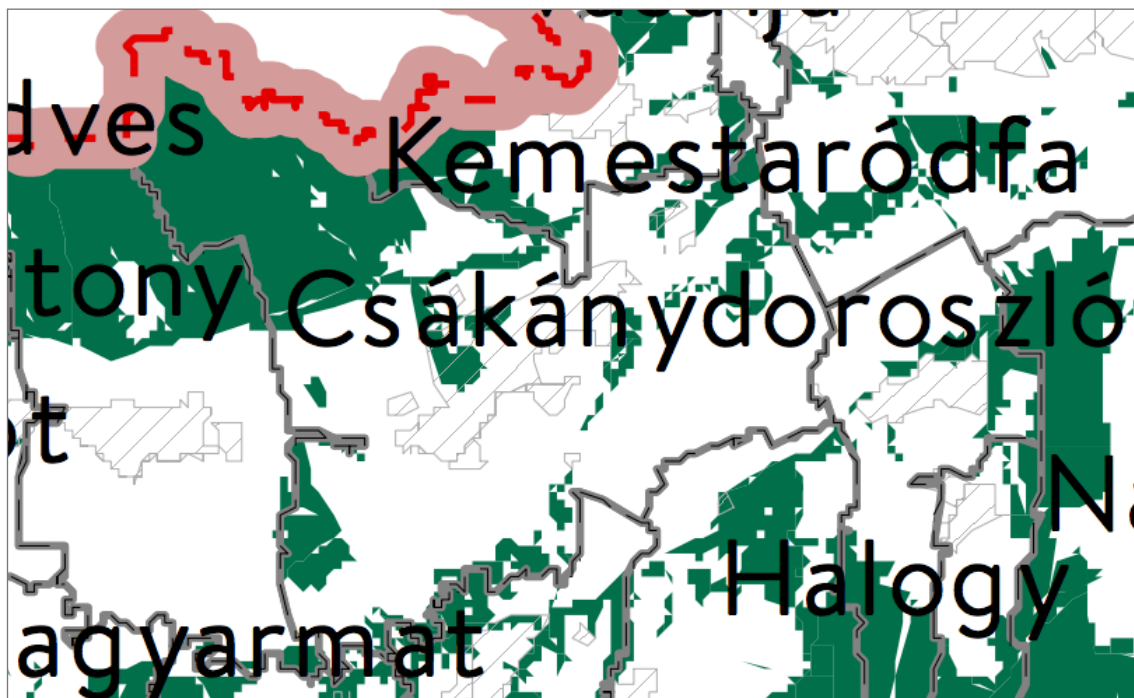 dves
Kemestaródfa
tony
Csákánydoroszló
Halogy
agyarmat